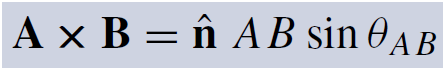 A × B = n̂ AB sin θ_AB